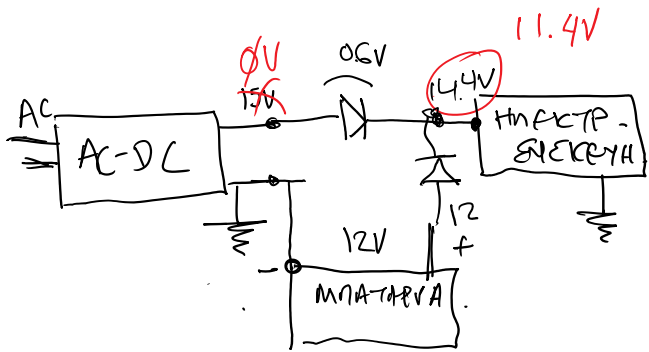 11.4V
0V
0.6V
15V
14.4V
AC
AC-DC
ΗΛΕΚΤΡ-
ΣΥΣΚΕΥΗ
12
12V
+
-
ΜΠΑΤΑΡΙΑ